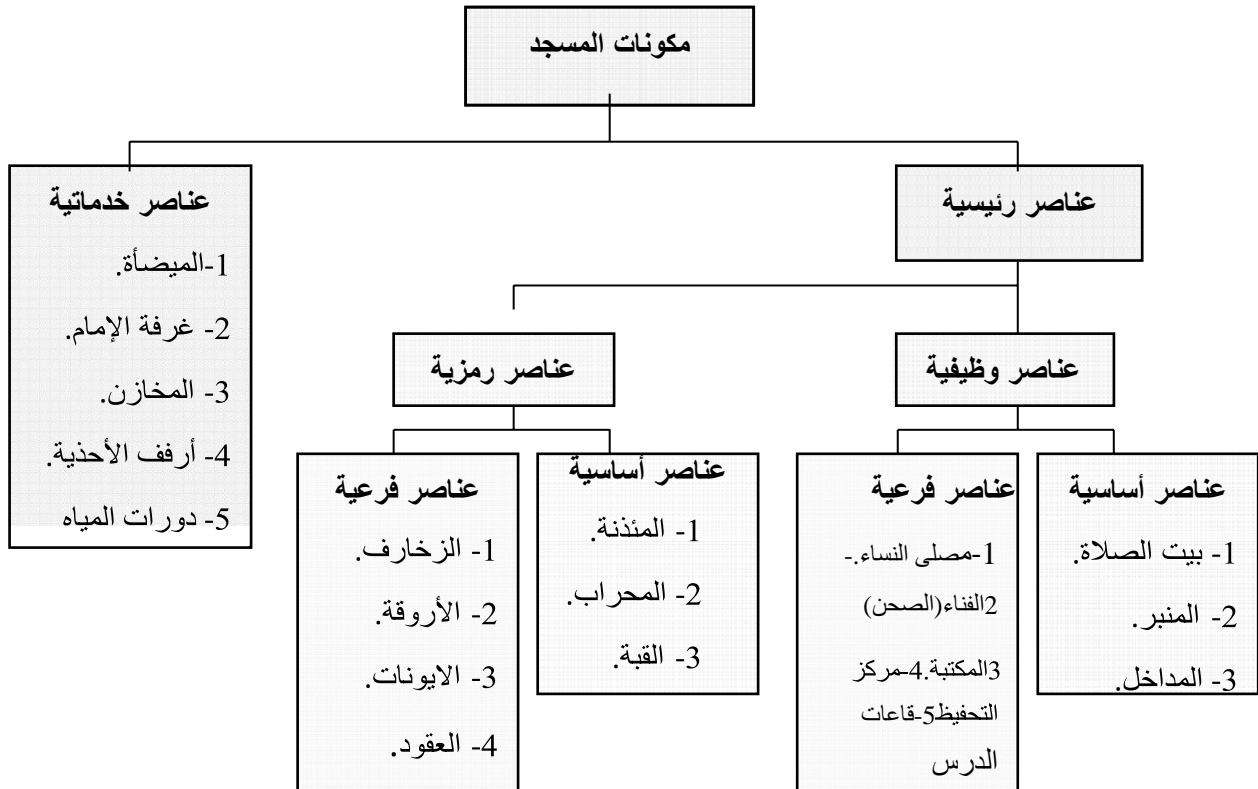 مكونات المسجد
عناصر رئيسية
عناصر خدماتية
1-الميضأة.
2- غرفة الإمام.
3- المخازن.
4- أرفف الأحذية.
5- دورات المياه
عناصر وظيفية
عناصر رمزية
عناصر أساسية
1- بيت الصلاة.
2- المنبر.
3- المداخل.
عناصر فرعية
1-مصلى النساء.-
2الفناء(الصحن)
3المكتبة.4-مركز
التحفيظ5-قاعات
الدرس
عناصر أساسية
1- المئذنة.
2- المحراب.
3- القبة.
عناصر فرعية
1- الزخارف.
2- الأروقة.
3- الايونات.
4- العقود.